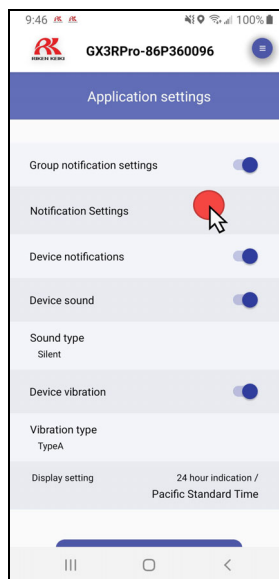 9:46
100%
RIKEN KEIKI
GX3RPro-86P360096
Application settings
Group notification settings
Notification Settings
Device notifications
Device sound
Sound type
Silent
Device vibration
Vibration type
TypeA
Display setting
24 hour indication /
Pacific Standard Time